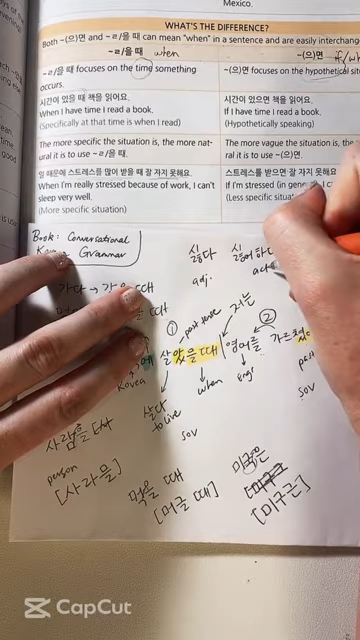 Mexico.
WHAT'S THE DIFFERENCE?
Both -(으)면 and -ㄹ/을 때 can mean "when" in a sentence and are easily interchange
-ㄹ/을 때 when
-(으)면
-ㄹ/을 때 focuses on the time something occurs.
-(으)면 focuses on the hypothetical
시간이 있을 때 책을 읽어요.
When I have time I read a book.
(Specifically at that time is when I read)
시간이 있으면 책을 읽어요.
If I have time I read a book.
(Hypothetically speaking)
The more specific the situation is, the more natural it is to use -ㄹ/을 때.
The more vague the situation is, the
ral it is to use -(으)면.
일 때문에 스트레스를 많이 받을 때 잘 자지 못해요.
When I'm really stressed because of work, I can't sleep very well.
(More specific situation)
스트레스를 받으면 잘 자지 못해요.
If I'm stressed (in gene
(Less specific situa
Book: Conversational
Grammar
싫다
adj.
싫어하다
가다 → 가
때
① past tense
저는
②
살았을 때
영어를
가르쳤
Korea
when
살다
to live
sov
sov
사람을
person
[사라믈]
먹을 때
[머글 때]
미국은
[미구근]
CapCut